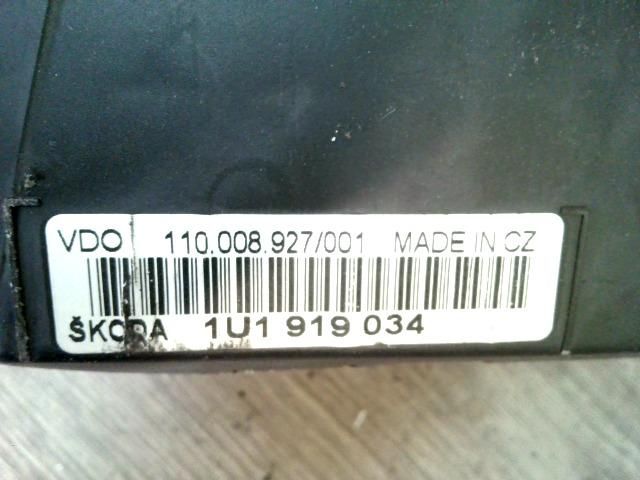 VDO 110.008.927/001 MADE IN CZ
ŠKODA 1U1 919 034